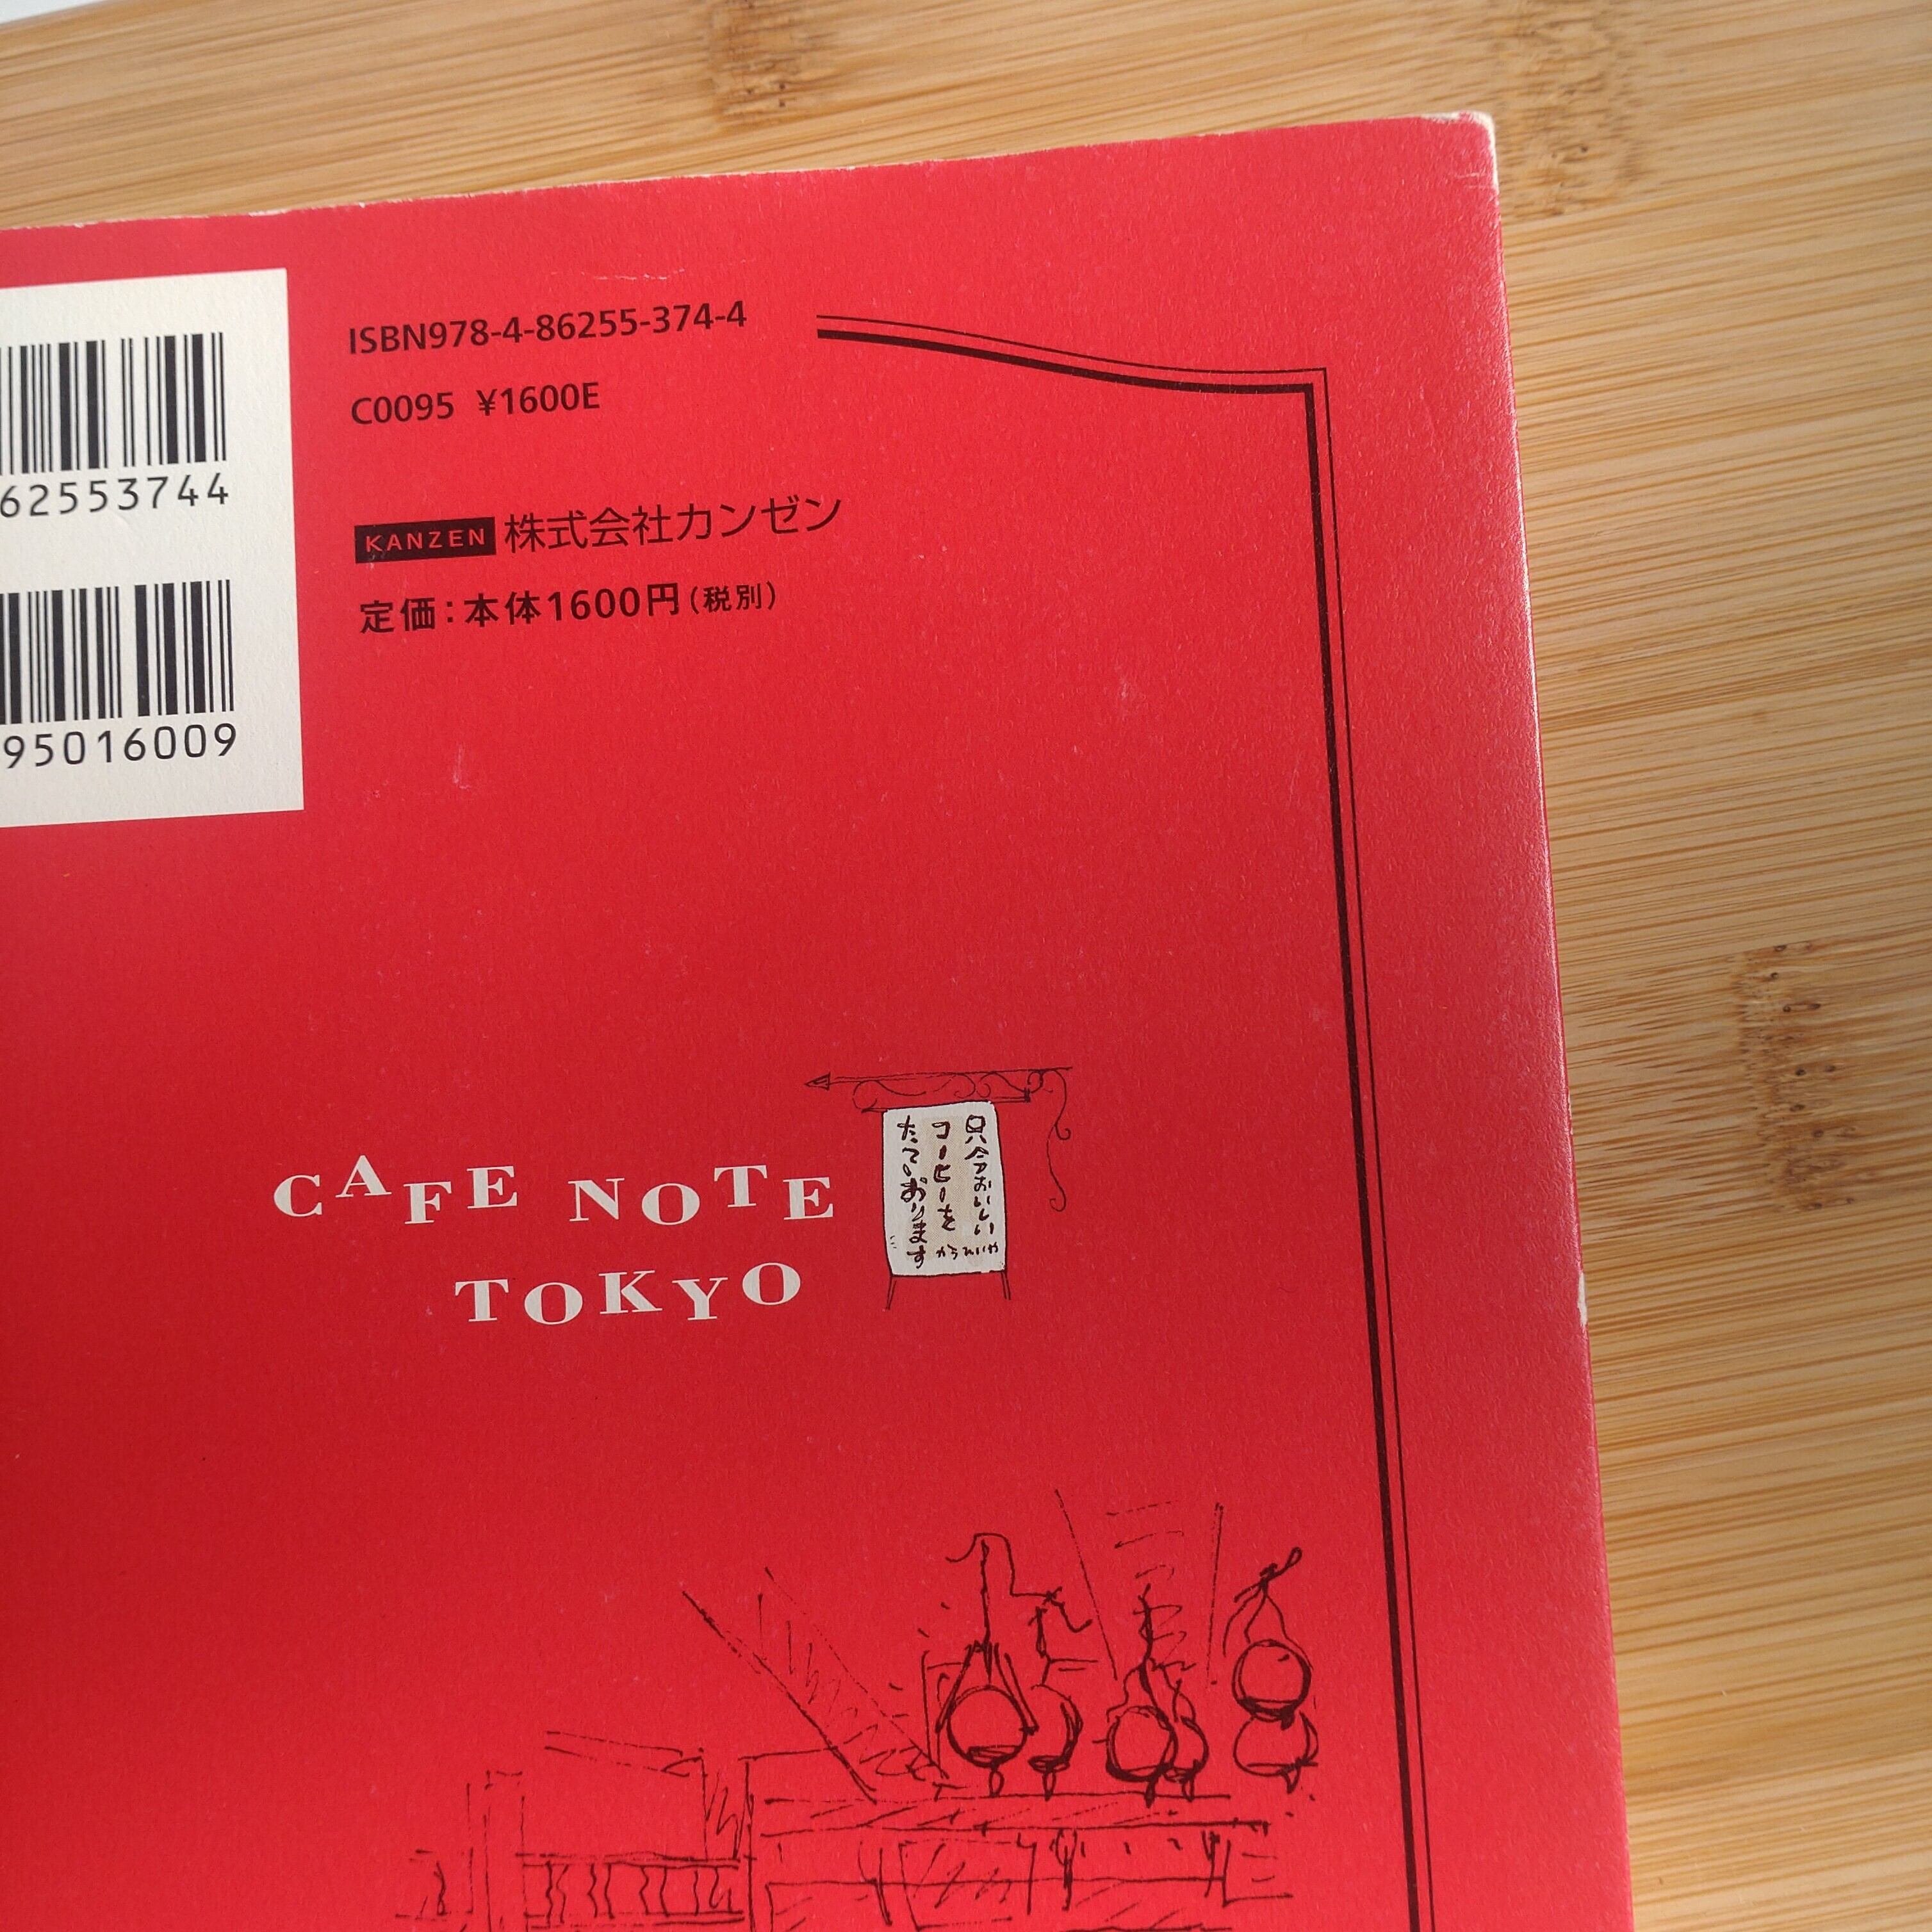 62553744
95016009
ISBN978-4-86255-374-4
C0095 ¥1600E
KANZEN 株式会社カンゼン
定価：本体1600円（税別）
CAFE NOTE
TOKYO
只今おいしい
コーヒーを
たております